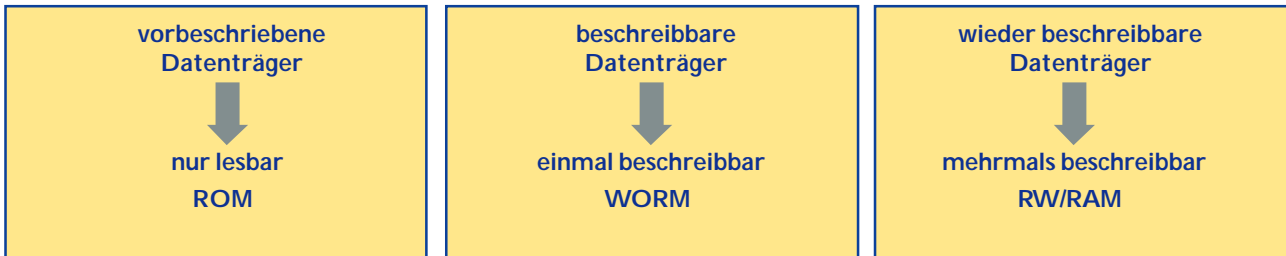 vorbeschriebene
Datenträger
nur lesbar
ROM
beschreibbare
Datenträger
einmal beschreibbar
WORM
wieder beschreibbare
Datenträger
mehrmals beschreibbar
RW/RAM